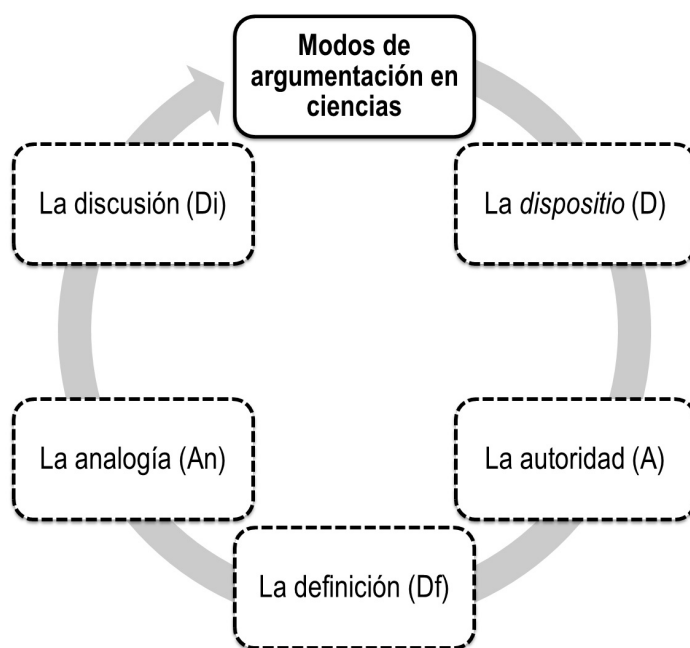 Modos de
argumentación en
ciencias
La dispositio (D)
La autoridad (A)
La definición (Df)
La analogía (An)
La discusión (Di)